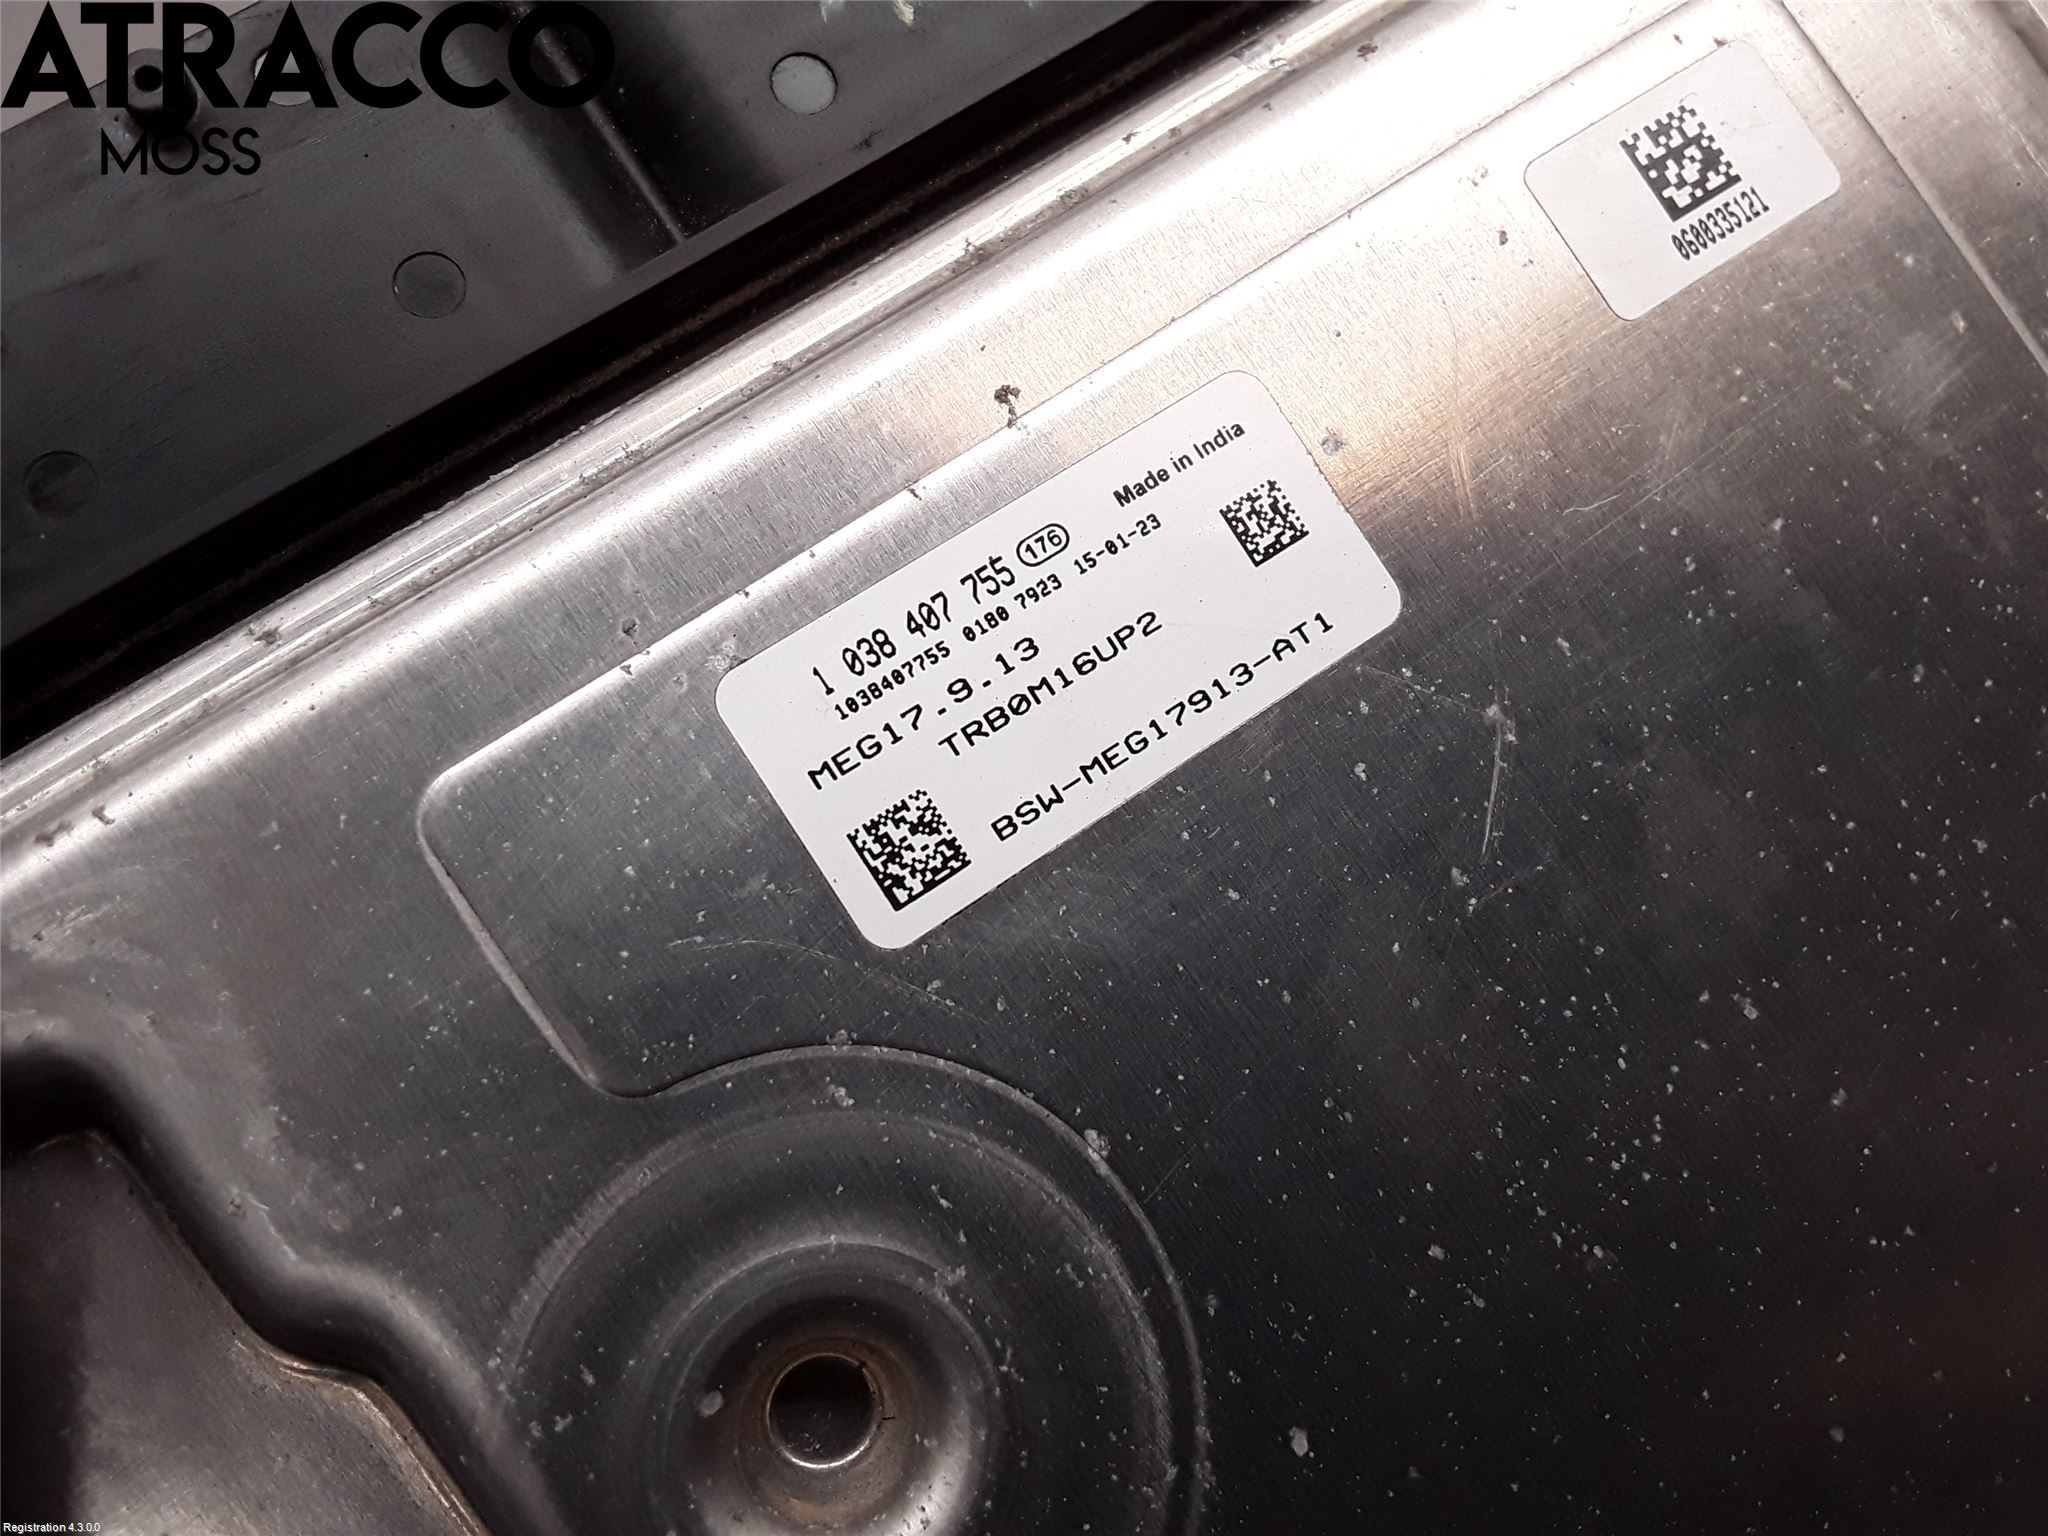 ATRACCO
MOSS
0600335121
Made in India
1 038 407 755 176
1038407755 0180 7923 15-01-23
MEG17.9.13
TRB0M16UP2
BSW-MEG17913-AT1
Registration 4.3.0.0